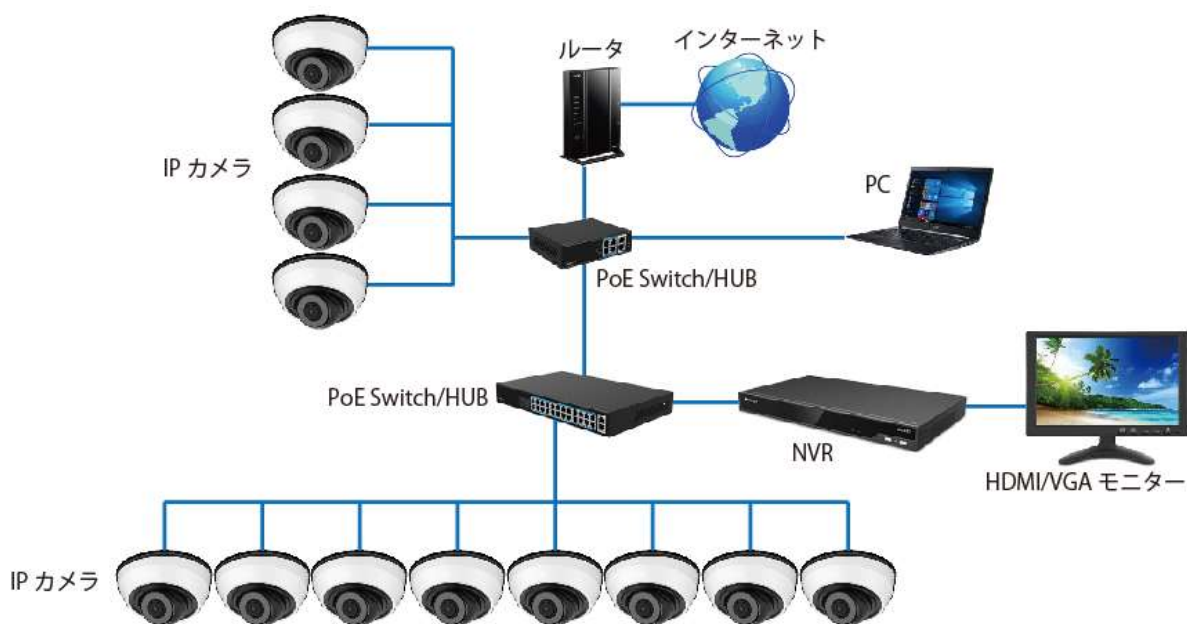 ルータ
インターネット
IP カメラ
PC
PoE Switch/HUB
PoE Switch/HUB
NVR
HDMI/VGA モニター
IP カメラ